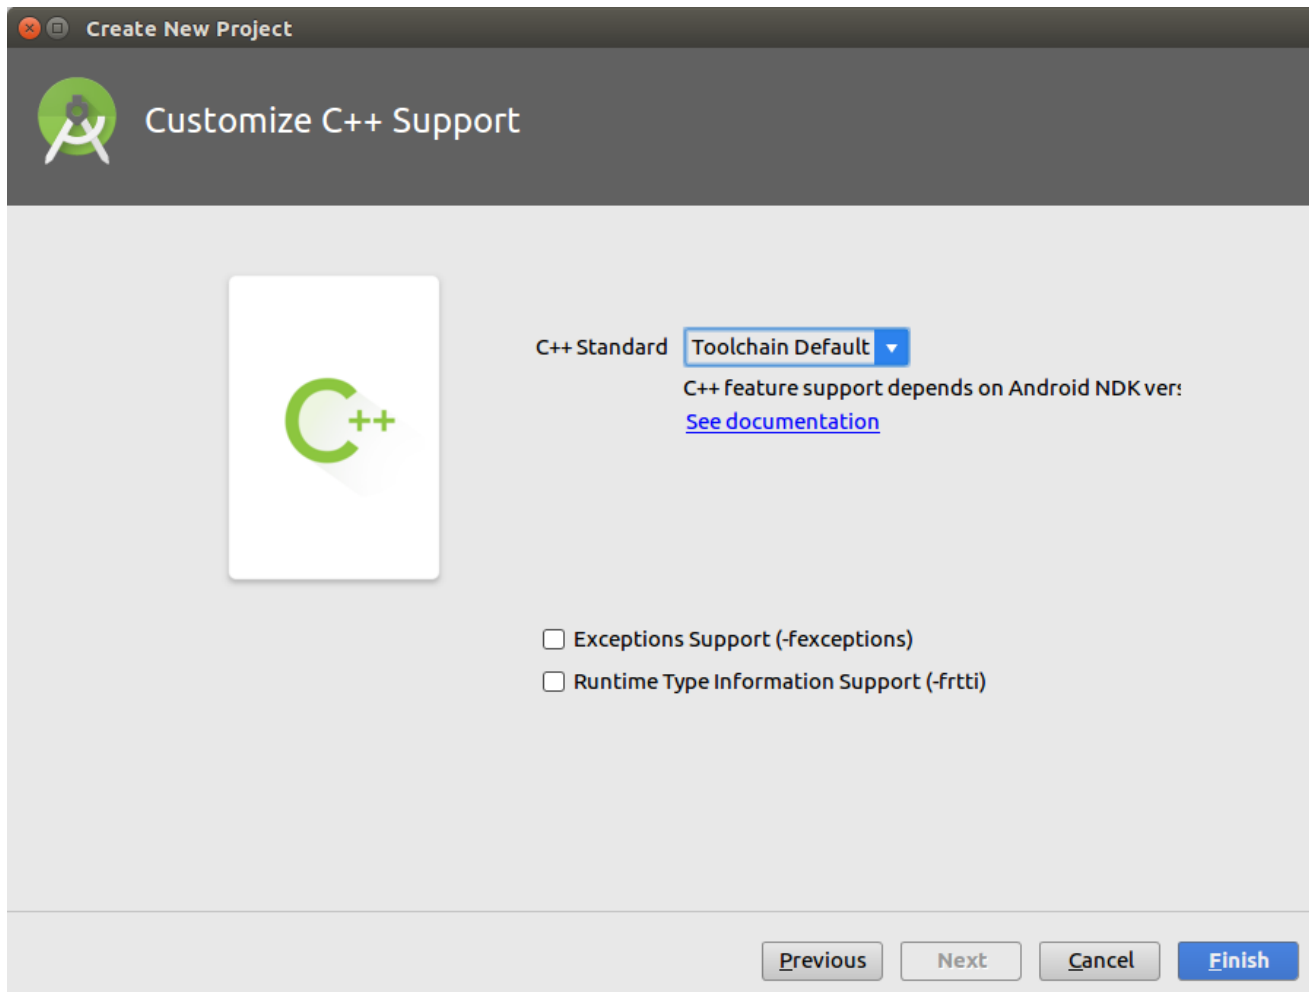 Create New Project
Customize C++ Support
C++
C++ Standard Toolchain Default
C++ feature support depends on Android NDK
See documentation
Exceptions Support (-fexceptions)
Runtime Type Information Support (-frtti)
Previous Next Cancel Finish